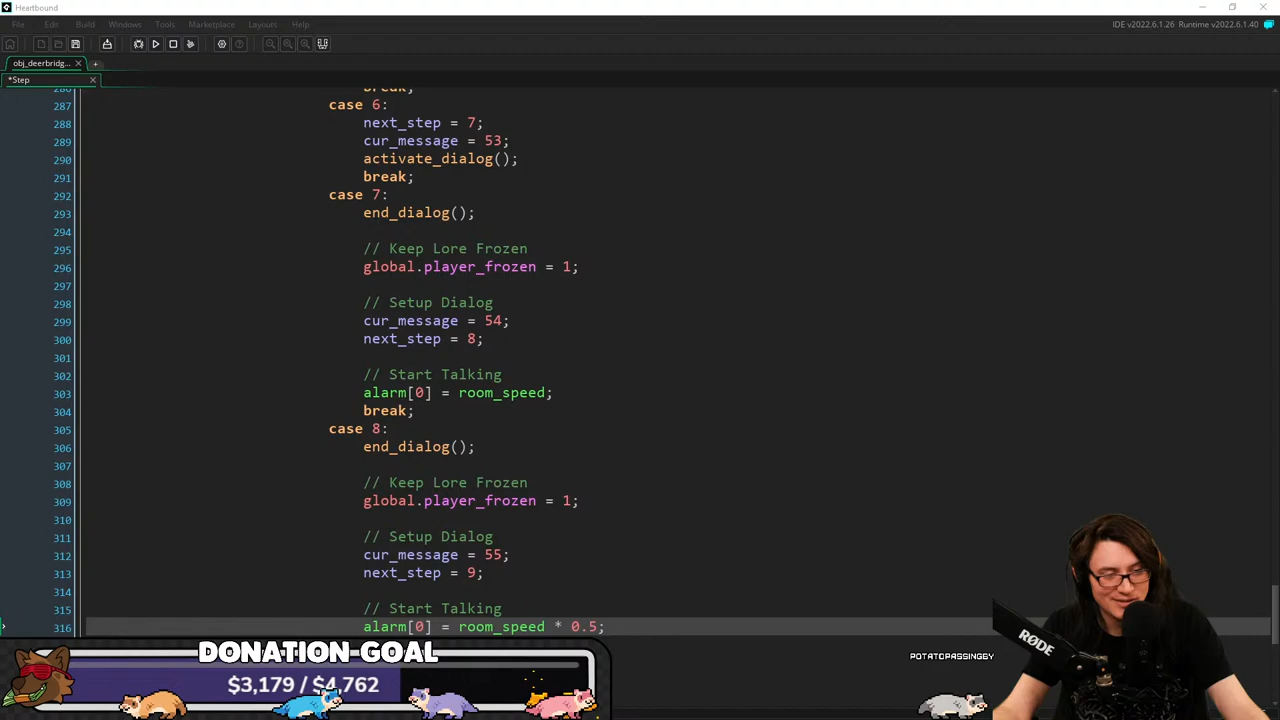 Heartbound
File Edit Build Windows Tools Marketplace Layouts Help
IDE v2022.6.1.26 Runtime v2022.6.1.40
obj_deerbridg...
*Step
286 break;
287 case 6:
288 next_step = 7;
289 cur_message = 53;
290 activate_dialog();
291 break;
292 case 7:
293 end_dialog();
294
295 // Keep Lore Frozen
296 global.player_frozen = 1;
297
298 // Setup Dialog
299 cur_message = 54;
300 next_step = 8;
301
302 // Start Talking
303 alarm[0] = room_speed;
304 break;
305 case 8:
306 end_dialog();
307
308 // Keep Lore Frozen
309 global.player_frozen = 1;
310
311 // Setup Dialog
312 cur_message = 55;
313 next_step = 9;
314
315 // Start Talking
316 alarm[0] = room_speed * 0.5;
DONATION GOAL
$3,179 / $4,762
RØDE
POTATOPASSINGBY